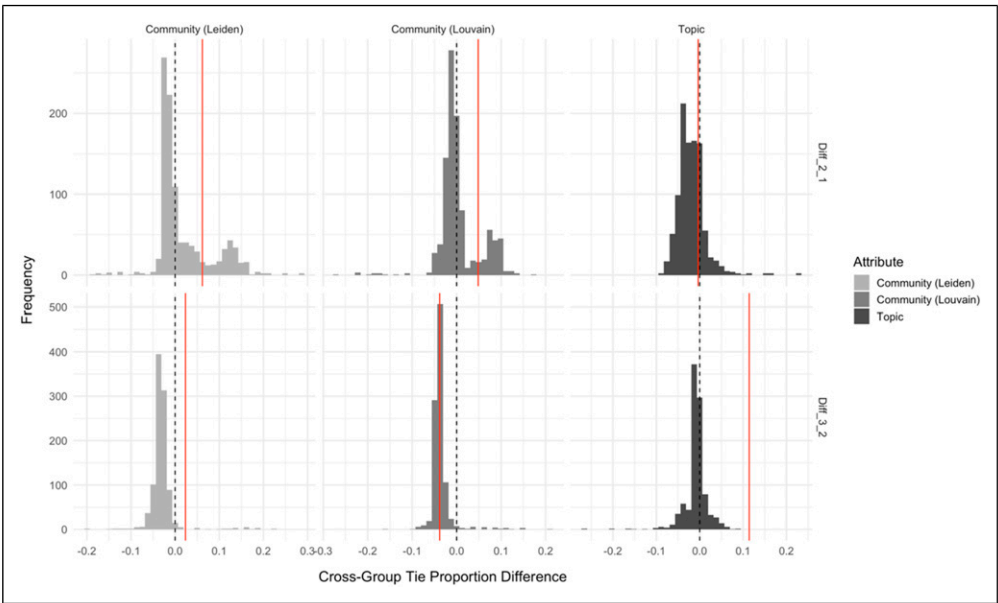 Community (Leiden) Community (Louvain) Topic
200
100
0
Diff_2_1
500
400
300
200
100
0
Diff_3_2
Frequency
-0.2 -0.1 0.0 0.1 0.2 0.3 -0.3 -0.2 -0.1 0.0 0.1 0.2 -0.2 -0.1 0.0 0.1 0.2
Cross-Group Tie Proportion Difference
Attribute
Community (Leiden)
Community (Louvain)
Topic